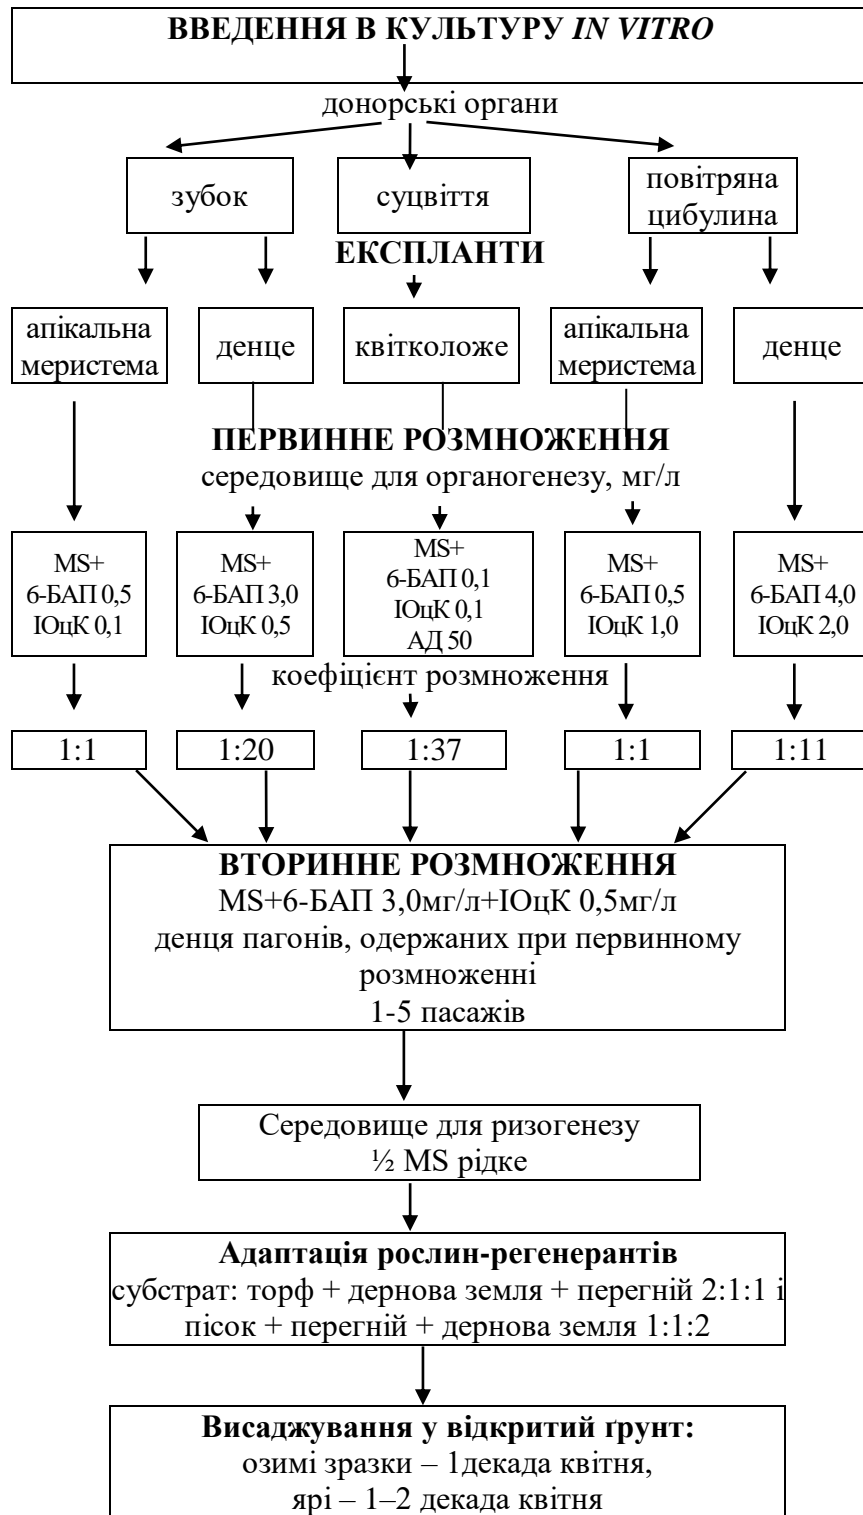 ВВЕДЕННЯ В КУЛЬТУРУ IN VITRO
донорські органи
зубок
суцвіття
повітряна
цибулина
ЕКСПЛАНТИ
апікальна
меристема
денце
квітколоже
апікальна
меристема
денце
ПЕРВИННЕ РОЗМНОЖЕННЯ
середовище для органогенезу, мг/л
MS+
6-БАП 0,5
ІОцК 0,1
MS+
6-БАП 3,0
ІОцК 0,5
MS+
6-БАП 0,1
ІОцК 0,1
АД 50
MS+
6-БАП 0,5
ІОцК 1,0
MS+
6-БАП 4,0
ІОцК 2,0
коефіцієнт розмноження
1:1
1:20
1:37
1:1
1:11
ВТОРИННЕ РОЗМНОЖЕННЯ
MS+6-БАП 3,0мг/л+ІОцК 0,5мг/л
денця пагонів, одержаних при первинному
розмноженні
1-5 пасажів
Середовище для ризогенезу
½ MS рідке
Адаптація рослин-регенерантів
субстрат: торф + дернова земля + перегній 2:1:1 і
пісок + перегній + дернова земля 1:1:2
Висаджування у відкритий ґрунт:
озимі зразки – 1декада квітня,
ярі – 1–2 декада квітня